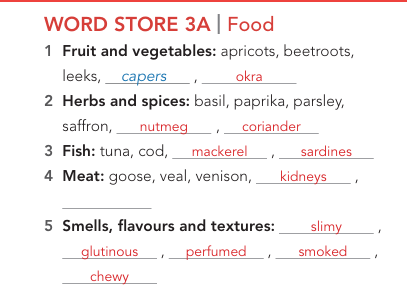 WORD STORE 3A | Food
1 Fruit and vegetables: apricots, beetroots,
leeks, capers , okra
2 Herbs and spices: basil, paprika, parsley,
saffron, nutmeg , coriander
3 Fish: tuna, cod, mackerel , sardines
4 Meat: goose, veal, venison, kidneys ,
5 Smells, flavours and textures: slimy ,
glutinous , perfumed , smoked ,
chewy